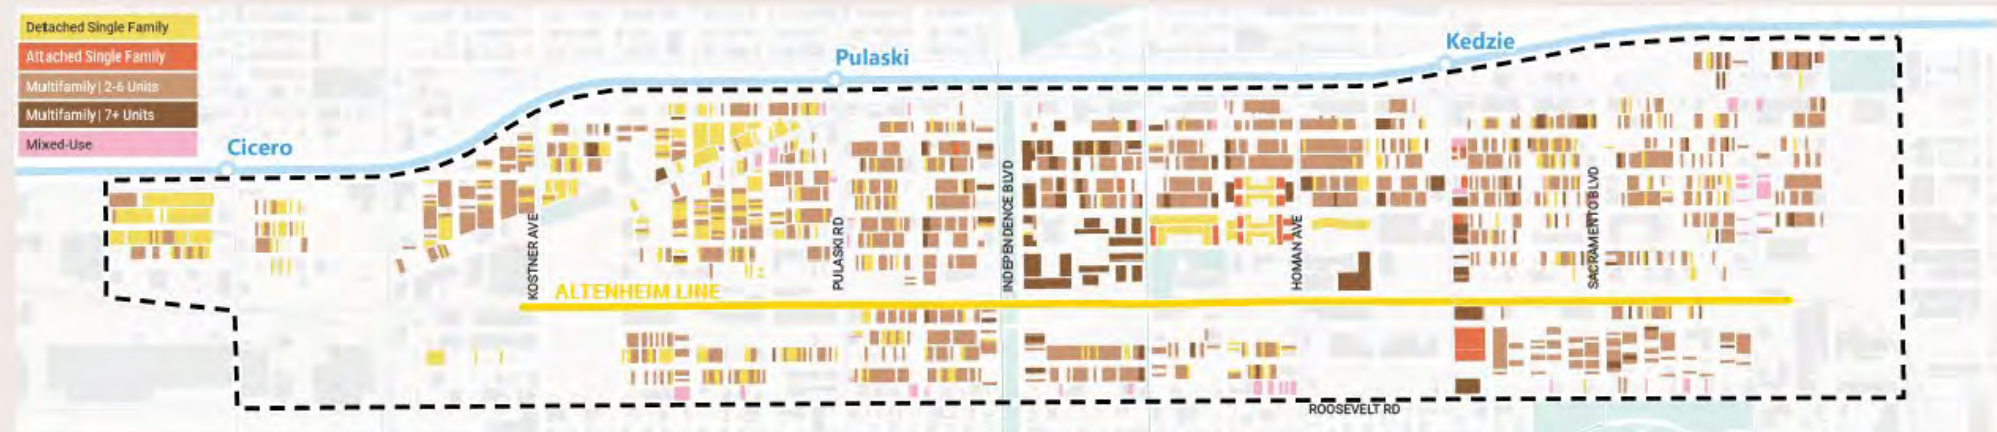 Detached Single Family
Attached Single Family
Multifamily | 2-6 Units
Multifamily | 7+ Units
Mixed-Use
Cicero
Pulaski
Kedzie
KOSTNER AVE
PULASKI RD
INDEPENDENCE BLVD
HOMAN AVE
SACRAMENTO BLVD
ALTENHEIM LINE
ROOSEVELT RD